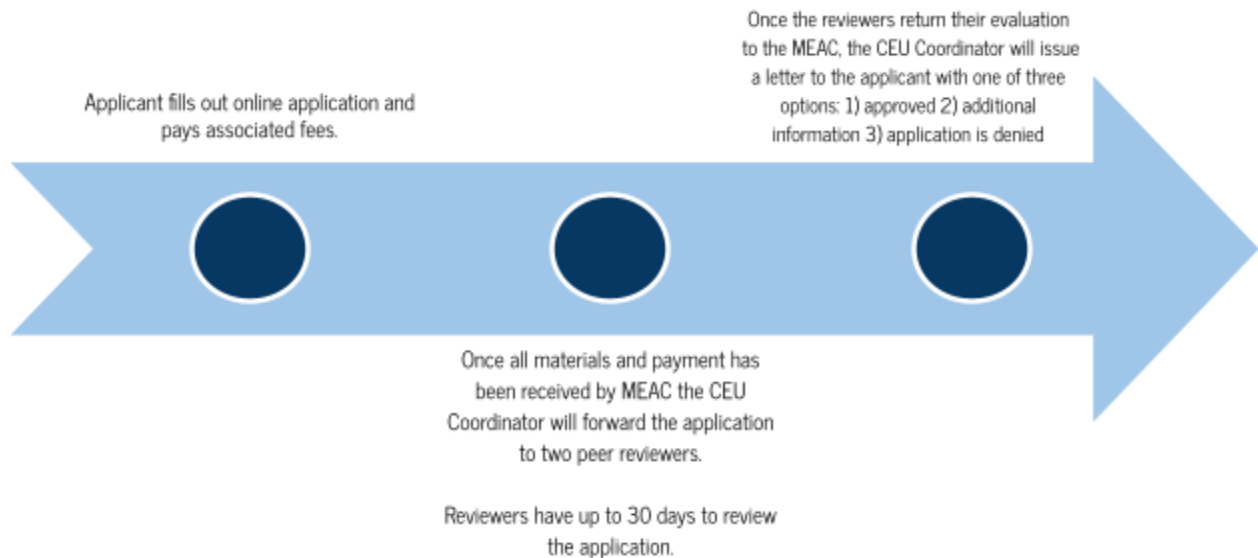 Applicant fills out online application and
pays associated fees.
Once all materials and payment has
been received by MEAC the CEU
Coordinator will forward the application
to two peer reviewers.
Reviewers have up to 30 days to review
the application.
Once the reviewers return their evaluation
to the MEAC, the CEU Coordinator will issue
a letter to the applicant with one of three
options: 1) approved 2) additional
information 3) application is denied